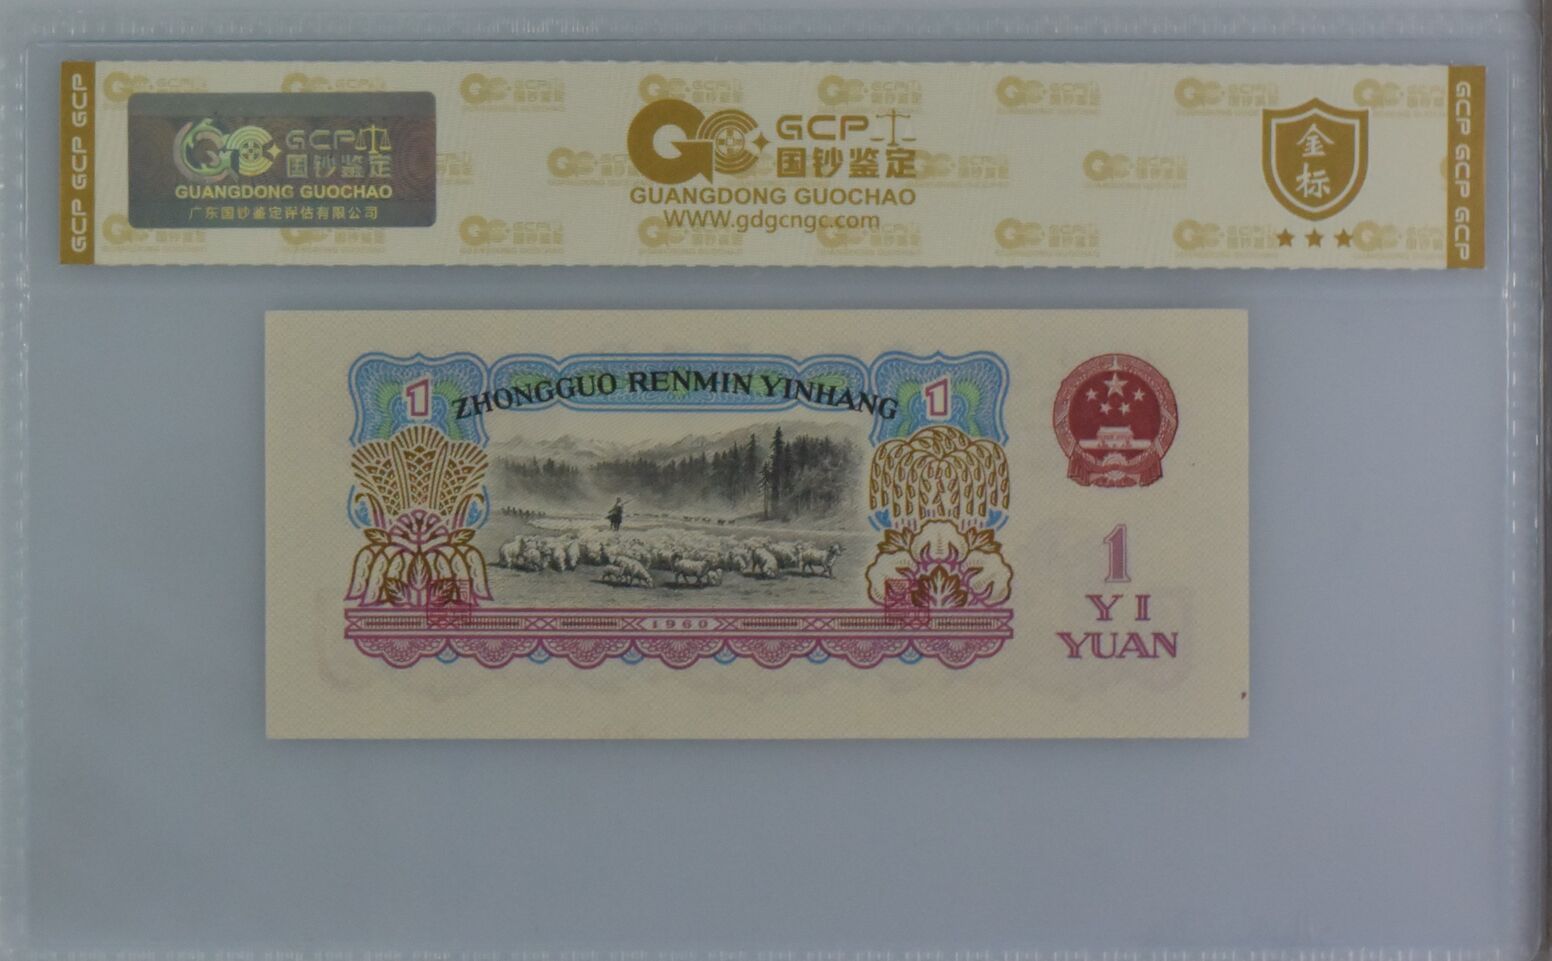 GCP GCP GCP
GCP
国钞鉴定
GUANGDONG GUOCHAO
广东国钞鉴定评估有限公司
GCP
国钞鉴定
GUANGDONG GUOCHAO
WWW.gdgcngc.com
金标
GCP GCP GCP
1
ZHONGGUO RENMIN YINHANG
1
1960
1
YI
YUAN